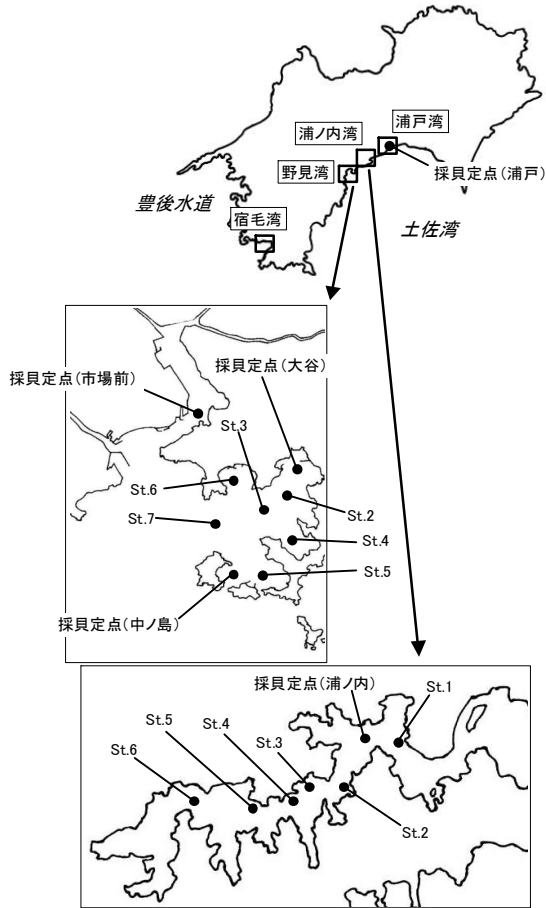 浦戸湾
浦ノ内湾
採貝定点(浦戸)
野見湾
豊後水道
土佐湾
宿毛湾
採貝定点(大谷)
採貝定点(市場前)
St.3
St.6
St.2
St.7
St.4
St.5
採貝定点(中ノ島)
採貝定点(浦ノ内)
St.1
St.4
St.5
St.3
St.6
St.2